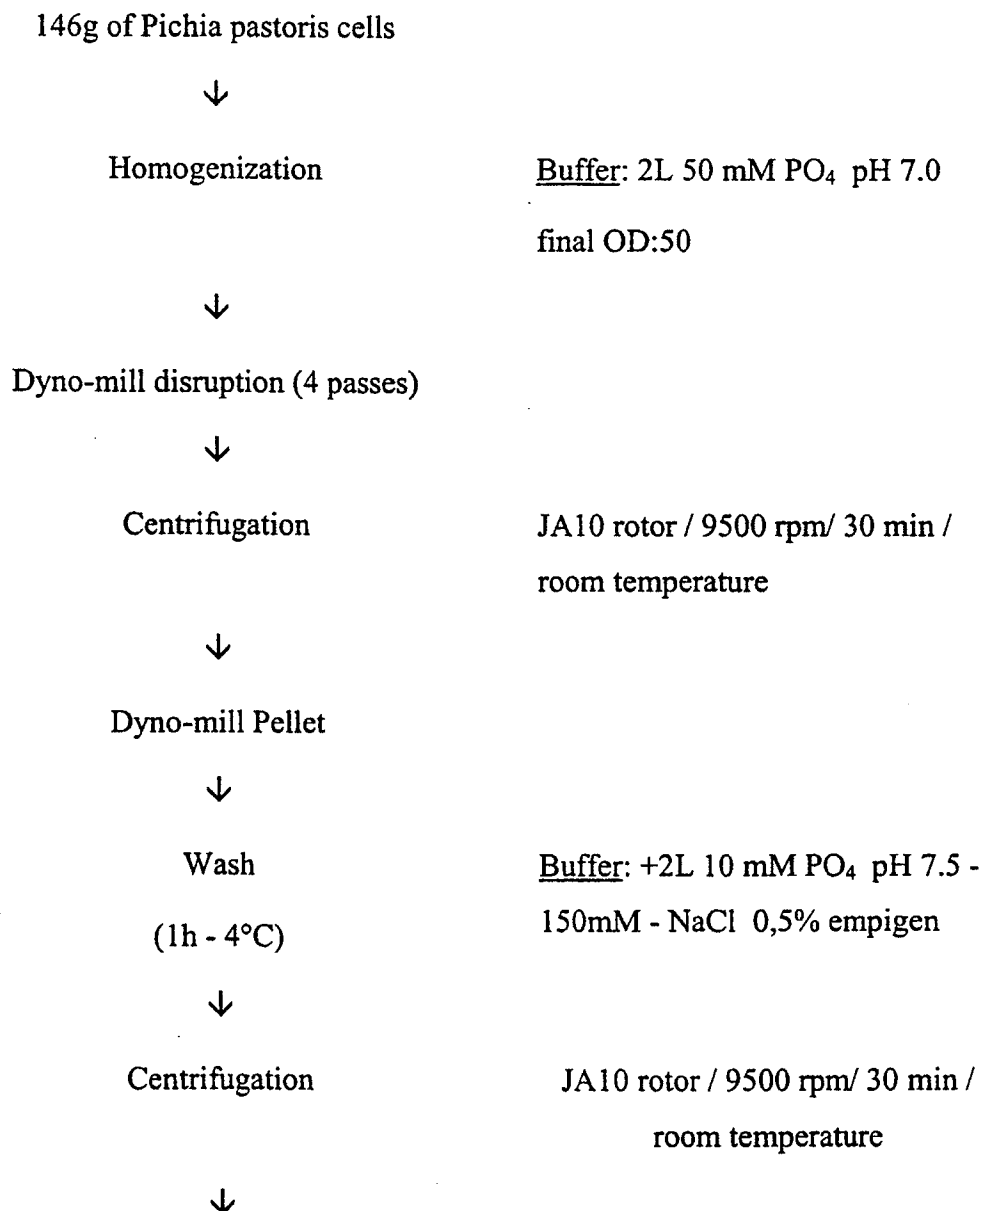 146g of Pichia pastoris cells
↓
Homogenization
Buffer: 2L 50 mM PO₄ pH 7.0
final OD:50
↓
Dyno-mill disruption (4 passes)
↓
Centrifugation
JA10 rotor / 9500 rpm/ 30 min /
room temperature
↓
Dyno-mill Pellet
↓
Wash
(1h - 4°C)
Buffer: +2L 10 mM PO₄ pH 7.5 -
150mM - NaCl 0,5% empigen
↓
Centrifugation
JA10 rotor / 9500 rpm/ 30 min /
room temperature
↓